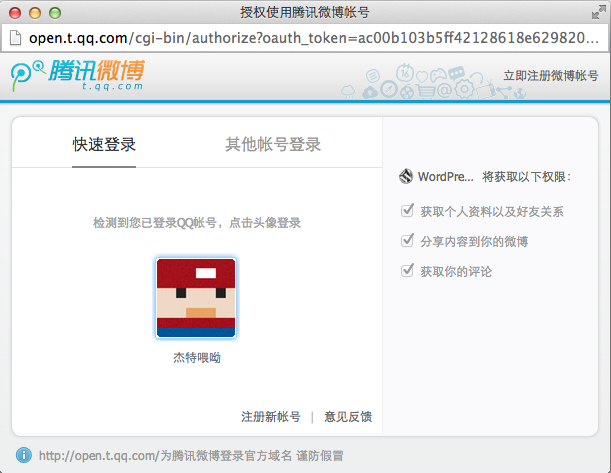 授权使用腾讯微博帐号
open.t.qq.com/cgi-bin/authorize?oauth_token=ac00b103b5ff42128618e629820...
腾讯微博
t.qq.com
立即注册微博帐号
快速登录
其他帐号登录
检测到您已登录QQ帐号，点击头像登录
杰特喂呦
注册新帐号 | 意见反馈
WordPre... 将获取以下权限：
获取个人资料以及好友关系
分享内容到你的微博
获取你的评论
http://open.t.qq.com/为腾讯微博登录官方域名 谨防假冒